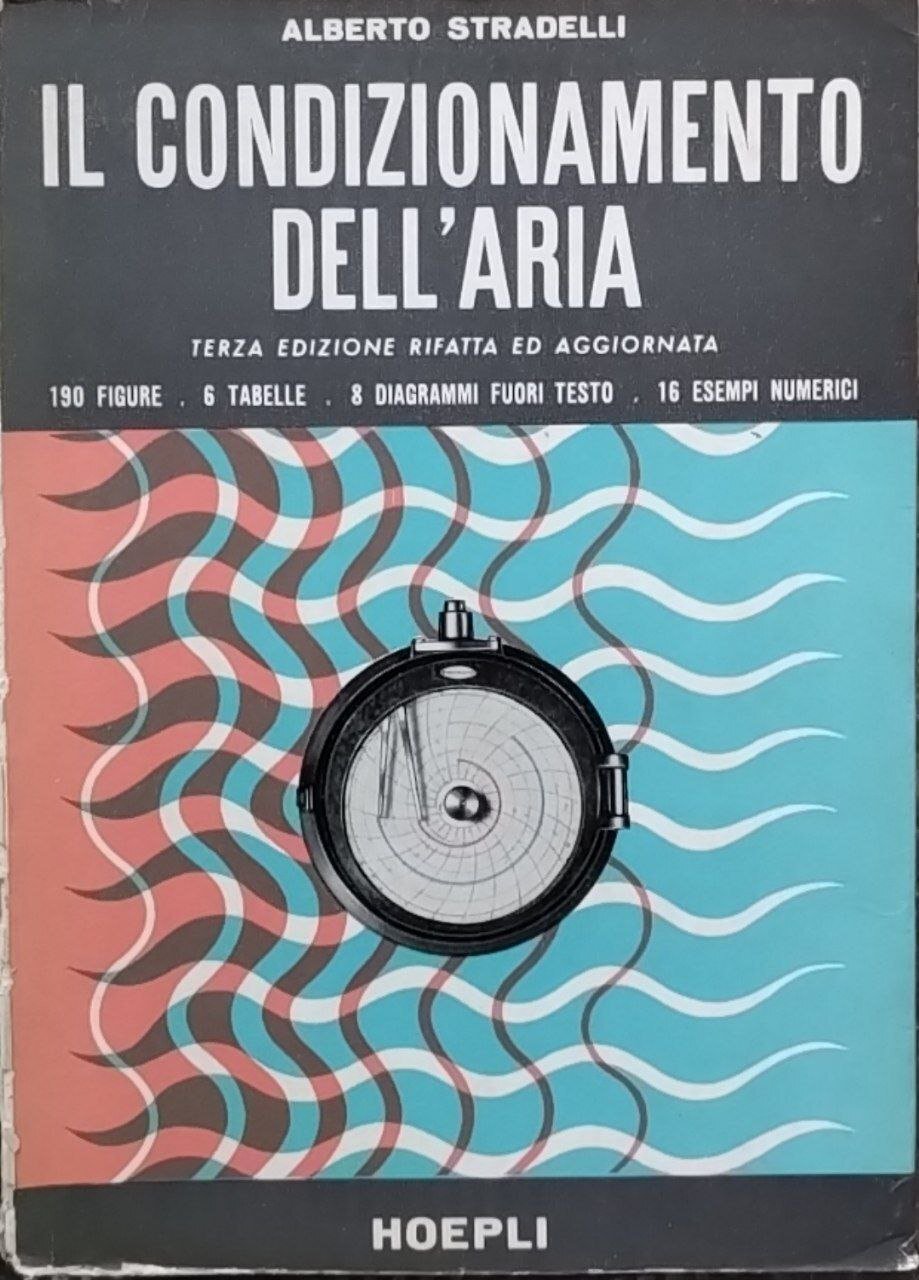 ALBERTO STRADELLI
IL CONDIZIONAMENTO
DELL'ARIA
TERZA EDIZIONE RIFATTA ED AGGIORNATA
190 FIGURE . 6 TABELLE . 8 DIAGRAMMI FUORI TESTO . 16 ESEMPI NUMERICI
HOEPLI